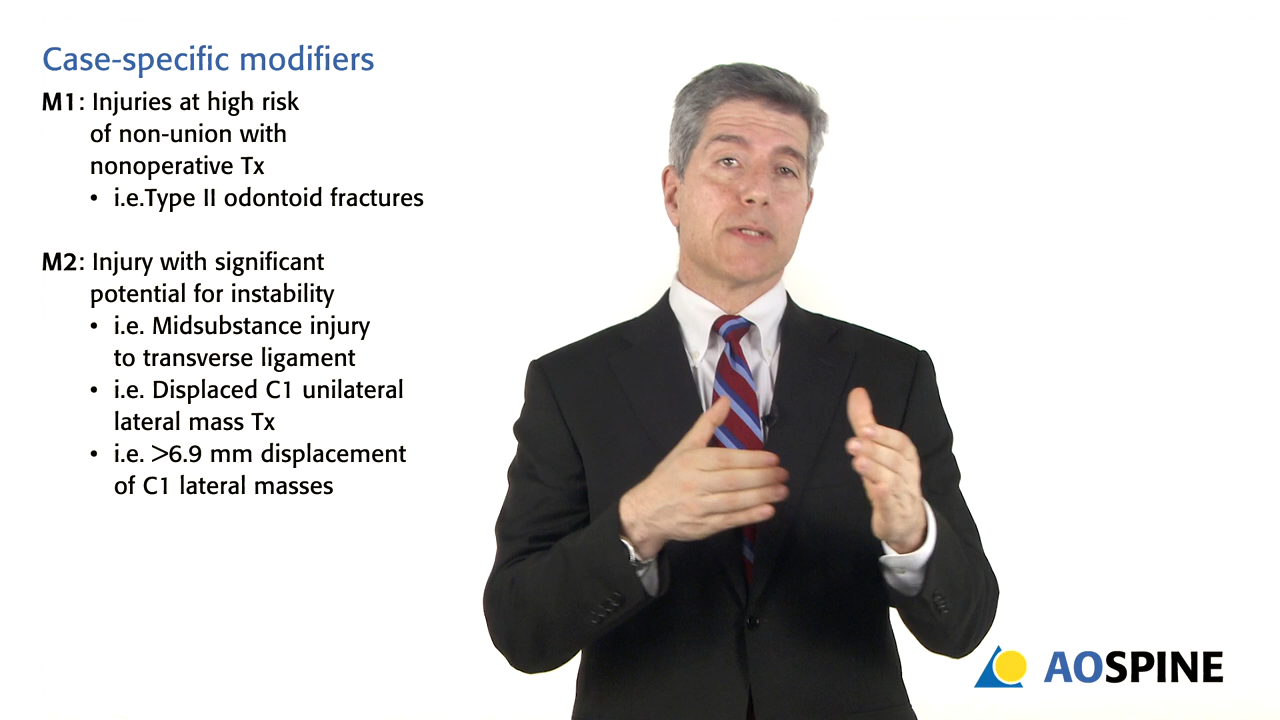 Case-specific modifiers
M1: Injuries at high risk
of non-union with
nonoperative Tx
• i.e.Type II odontoid fractures
M2: Injury with significant
potential for instability
• i.e. Midsubstance injury
to transverse ligament
• i.e. Displaced C1 unilateral
lateral mass Tx
• i.e. >6.9 mm displacement
of C1 lateral masses
AOSPINE